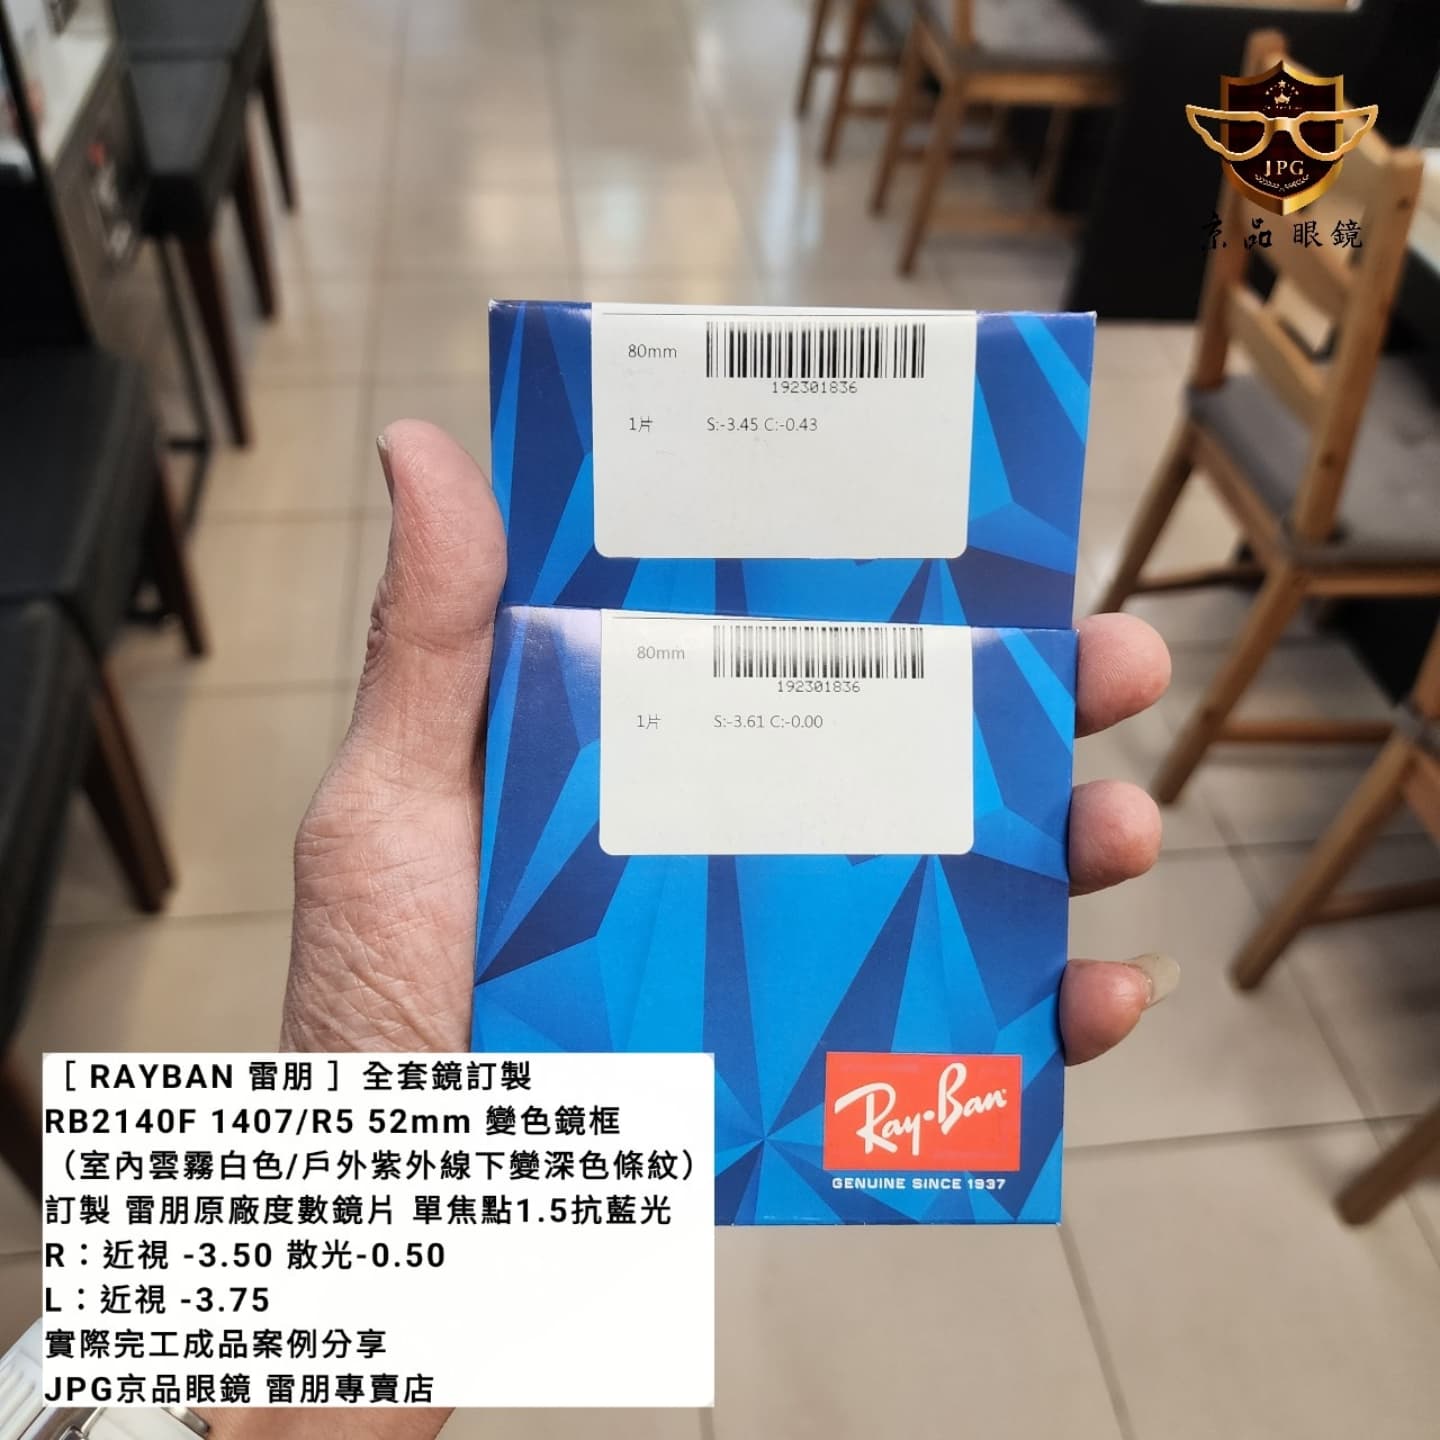 JPG
京品 眼鏡
80mm
192301836
1片 S:-3.45 C:-0.43
80mm
192301836
1片 S:-3.61 C:-0.00
Ray-Ban
GENUINE SINCE 1937
［ RAYBAN 雷朋 ］全套鏡訂製
RB2140F 1407/R5 52mm 變色鏡框
（室內雲霧白色/戶外紫外線下變深色條紋）
訂製 雷朋原廠度數鏡片 單焦點1.5抗藍光
R：近視 -3.50 散光-0.50
L：近視 -3.75
實際完工成品案例分享
JPG京品眼鏡 雷朋專賣店